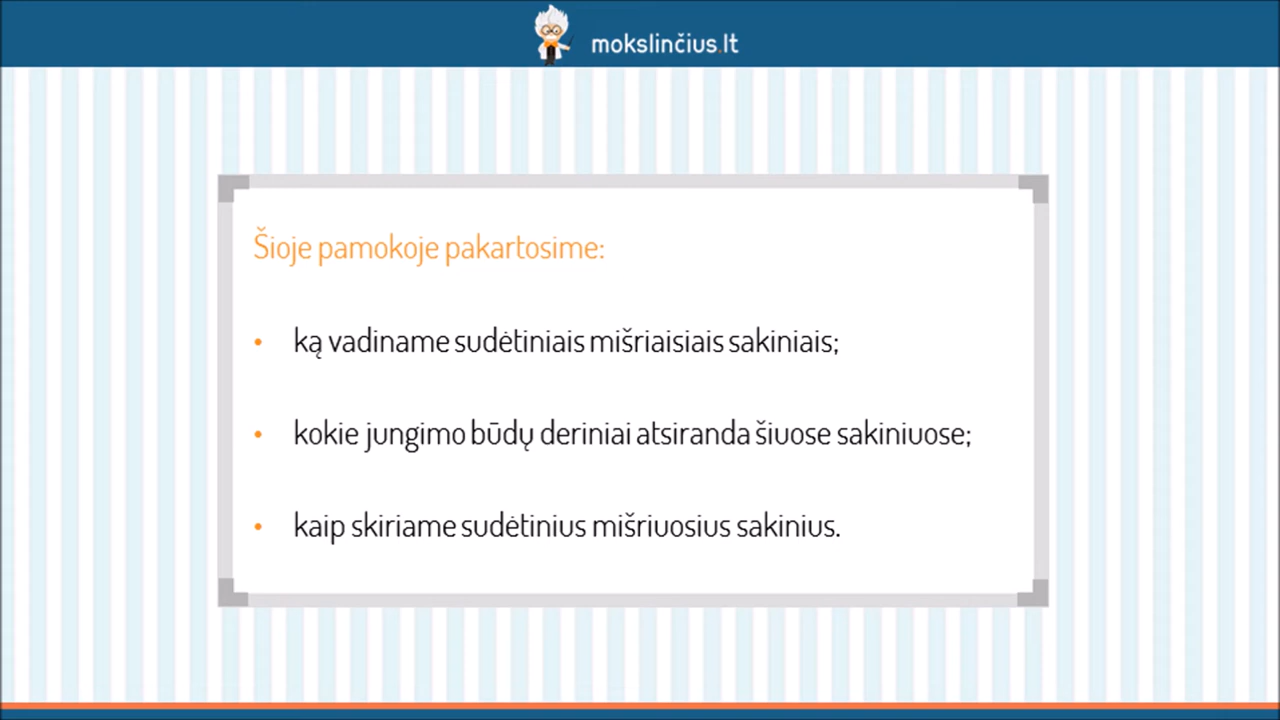 mokslinčius.lt
Šioje pamokoje pakartosime:
• ką vadiname sudėtiniais mišriaisiais sakiniais;
• kokie jungimo būdų deriniai atsiranda šiuose sakiniuose;
• kaip skiriame sudėtinius mišriuosius sakinius.